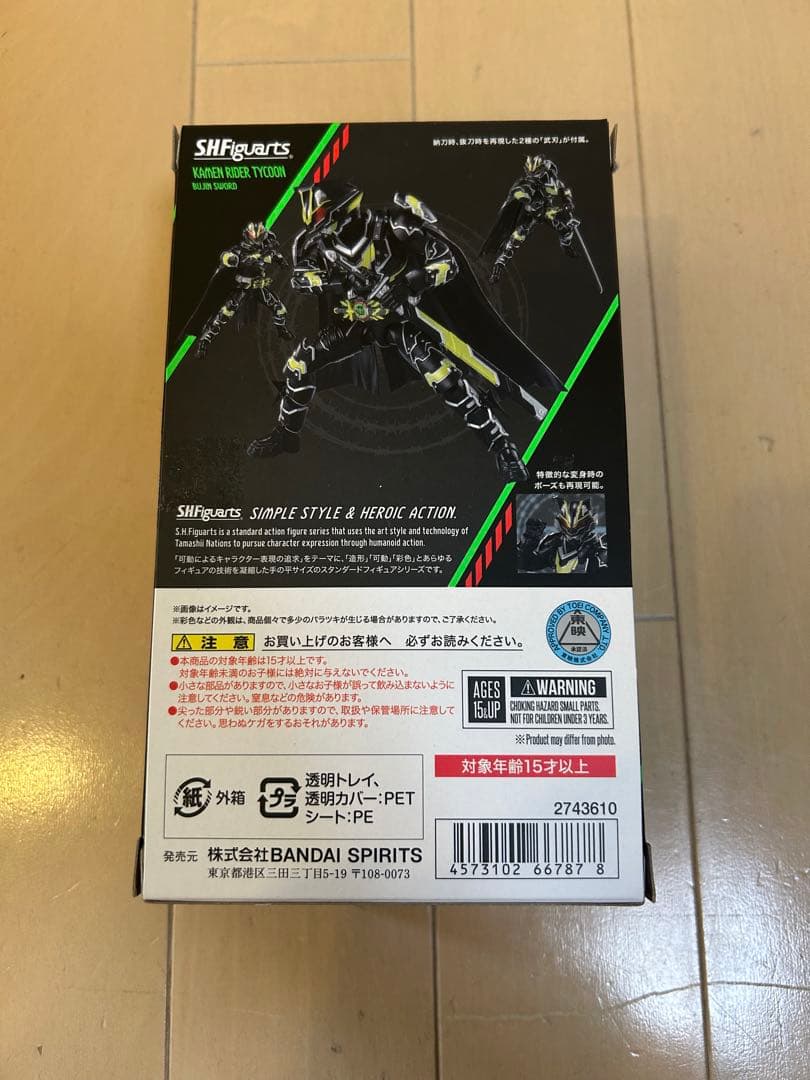 S.H.Figuarts
KAMEN RIDER TYCOON
BUJIN SWORD
納刀時、抜刀時を再現した2種の「武刃」が付属。
特徴的な変身時の
ポーズも再現可能。
S.H.Figuarts SIMPLE STYLE & HEROIC ACTION.
S.H.Figuarts is a standard action figure series that uses the art style and technology of
Tamashii Nations to pursue character expression through humanoid action.
「可動によるキャラクター表現の追求」をテーマに、「造形」「可動」「彩色」とあらゆる
フィギュアの技術を凝縮した手の平サイズのスタンダードフィギュアシリーズです。
※画像はイメージです。
※彩色などの外観は、商品個々で多少のバラツキが生じる場合がありますので、ご了承ください。
注意 お買い上げのお客様へ 必ずお読みください。
●本商品の対象年齢は15才以上です。
対象年齢未満のお子様には絶対に与えないでください。
●小さな部品がありますので、小さなお子様が誤って飲み込まないように
注意してください。窒息などの危険があります。
●尖った部分や鋭い部分がありますので、取扱や保管場所に注意して
ください。思わぬケガをするおそれがあります。
APPROVED BY TOEI COMPANY, LTD.
東映
承認済
東映株式会社
AGES
15&UP
WARNING
CHOKING HAZARD SMALL PARTS.
NOT FOR CHILDREN UNDER 3 YEARS.
※Product may differ from photo.
対象年齢15才以上
紙 外箱
プラ 透明トレイ、
透明カバー:PET
シート:PE
2743610
発売元 株式会社BANDAI SPIRITS
東京都港区三田三丁目5-19 〒108-0073
4573102 66787 8